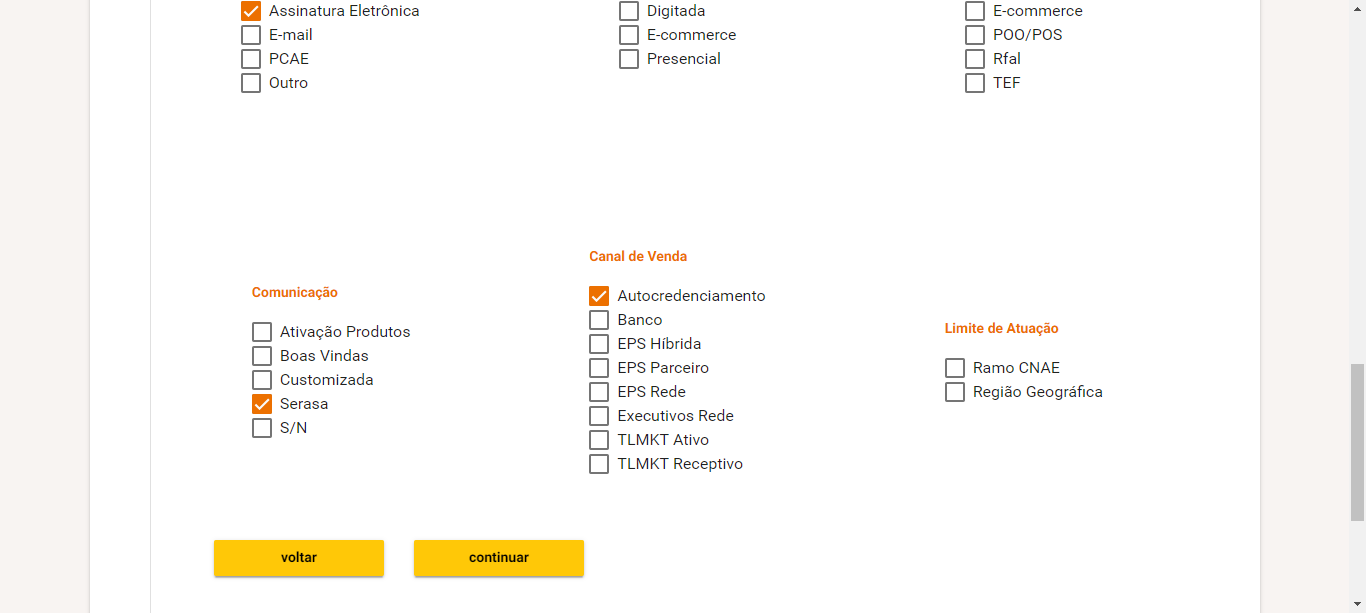 Assinatura Eletrônica
E-mail
PCAE
Outro
Digitada
E-commerce
Presencial
E-commerce
POO/POS
Rfal
TEF
Comunicação
Ativação Produtos
Boas Vindas
Customizada
Serasa
S/N
Canal de Venda
Autocredenciamento
Banco
EPS Híbrida
EPS Parceiro
EPS Rede
Executivos Rede
TLMKT Ativo
TLMKT Receptivo
Limite de Atuação
Ramo CNAE
Região Geográfica
voltar
continuar